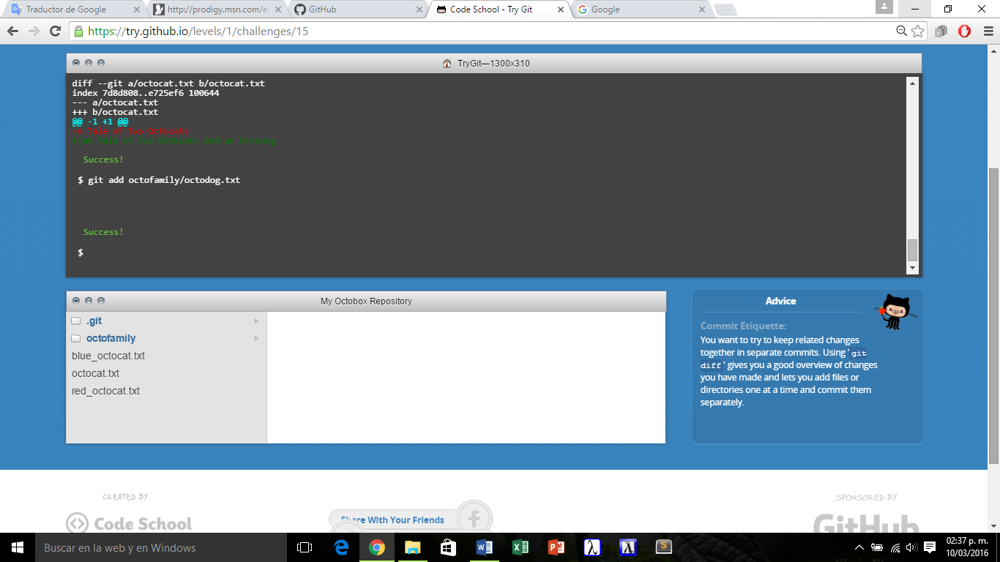 Traductor de Google
http://prodigy.msn.com/es
GitHub
Code School - Try Git
Google
https://try.github.io/levels/1/challenges/15
TryGit—1300x310
diff --git a/octocat.txt b/octocat.txt
index 7d8d808..e725ef6 100644
--- a/octocat.txt
+++ b/octocat.txt
@@ -1 +1 @@
-A Tale of Two Octocats
Tale of Two Octocats and an Octodog
Success!
$ git add octofamily/octodog.txt
Success!
$
My Octobox Repository
.git
octofamily
blue_octocat.txt
octocat.txt
red_octocat.txt
Advice
Commit Etiquette:
You want to try to keep related changes
together in separate commits. Using 'git
diff' gives you a good overview of changes
you have made and lets you add files or
directories one at a time and commit them
separately.
CREATED BY
Code School
Share With Your Friends
SPONSORED BY
GitHub
Buscar en la web y en Windows
02:37 p. m.
10/03/2016